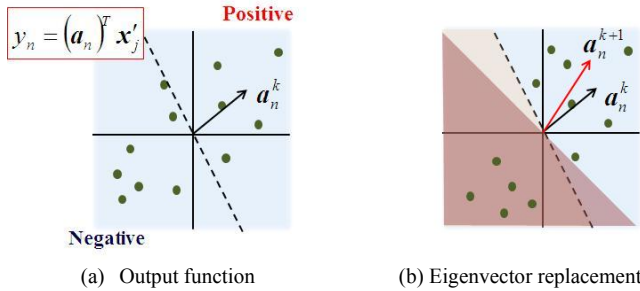 y_n = (a_n)^T x'_j
Positive
a_n^k
Negative
(a) Output function
a_n^{k+1}
a_n^k
(b) Eigenvector replacement